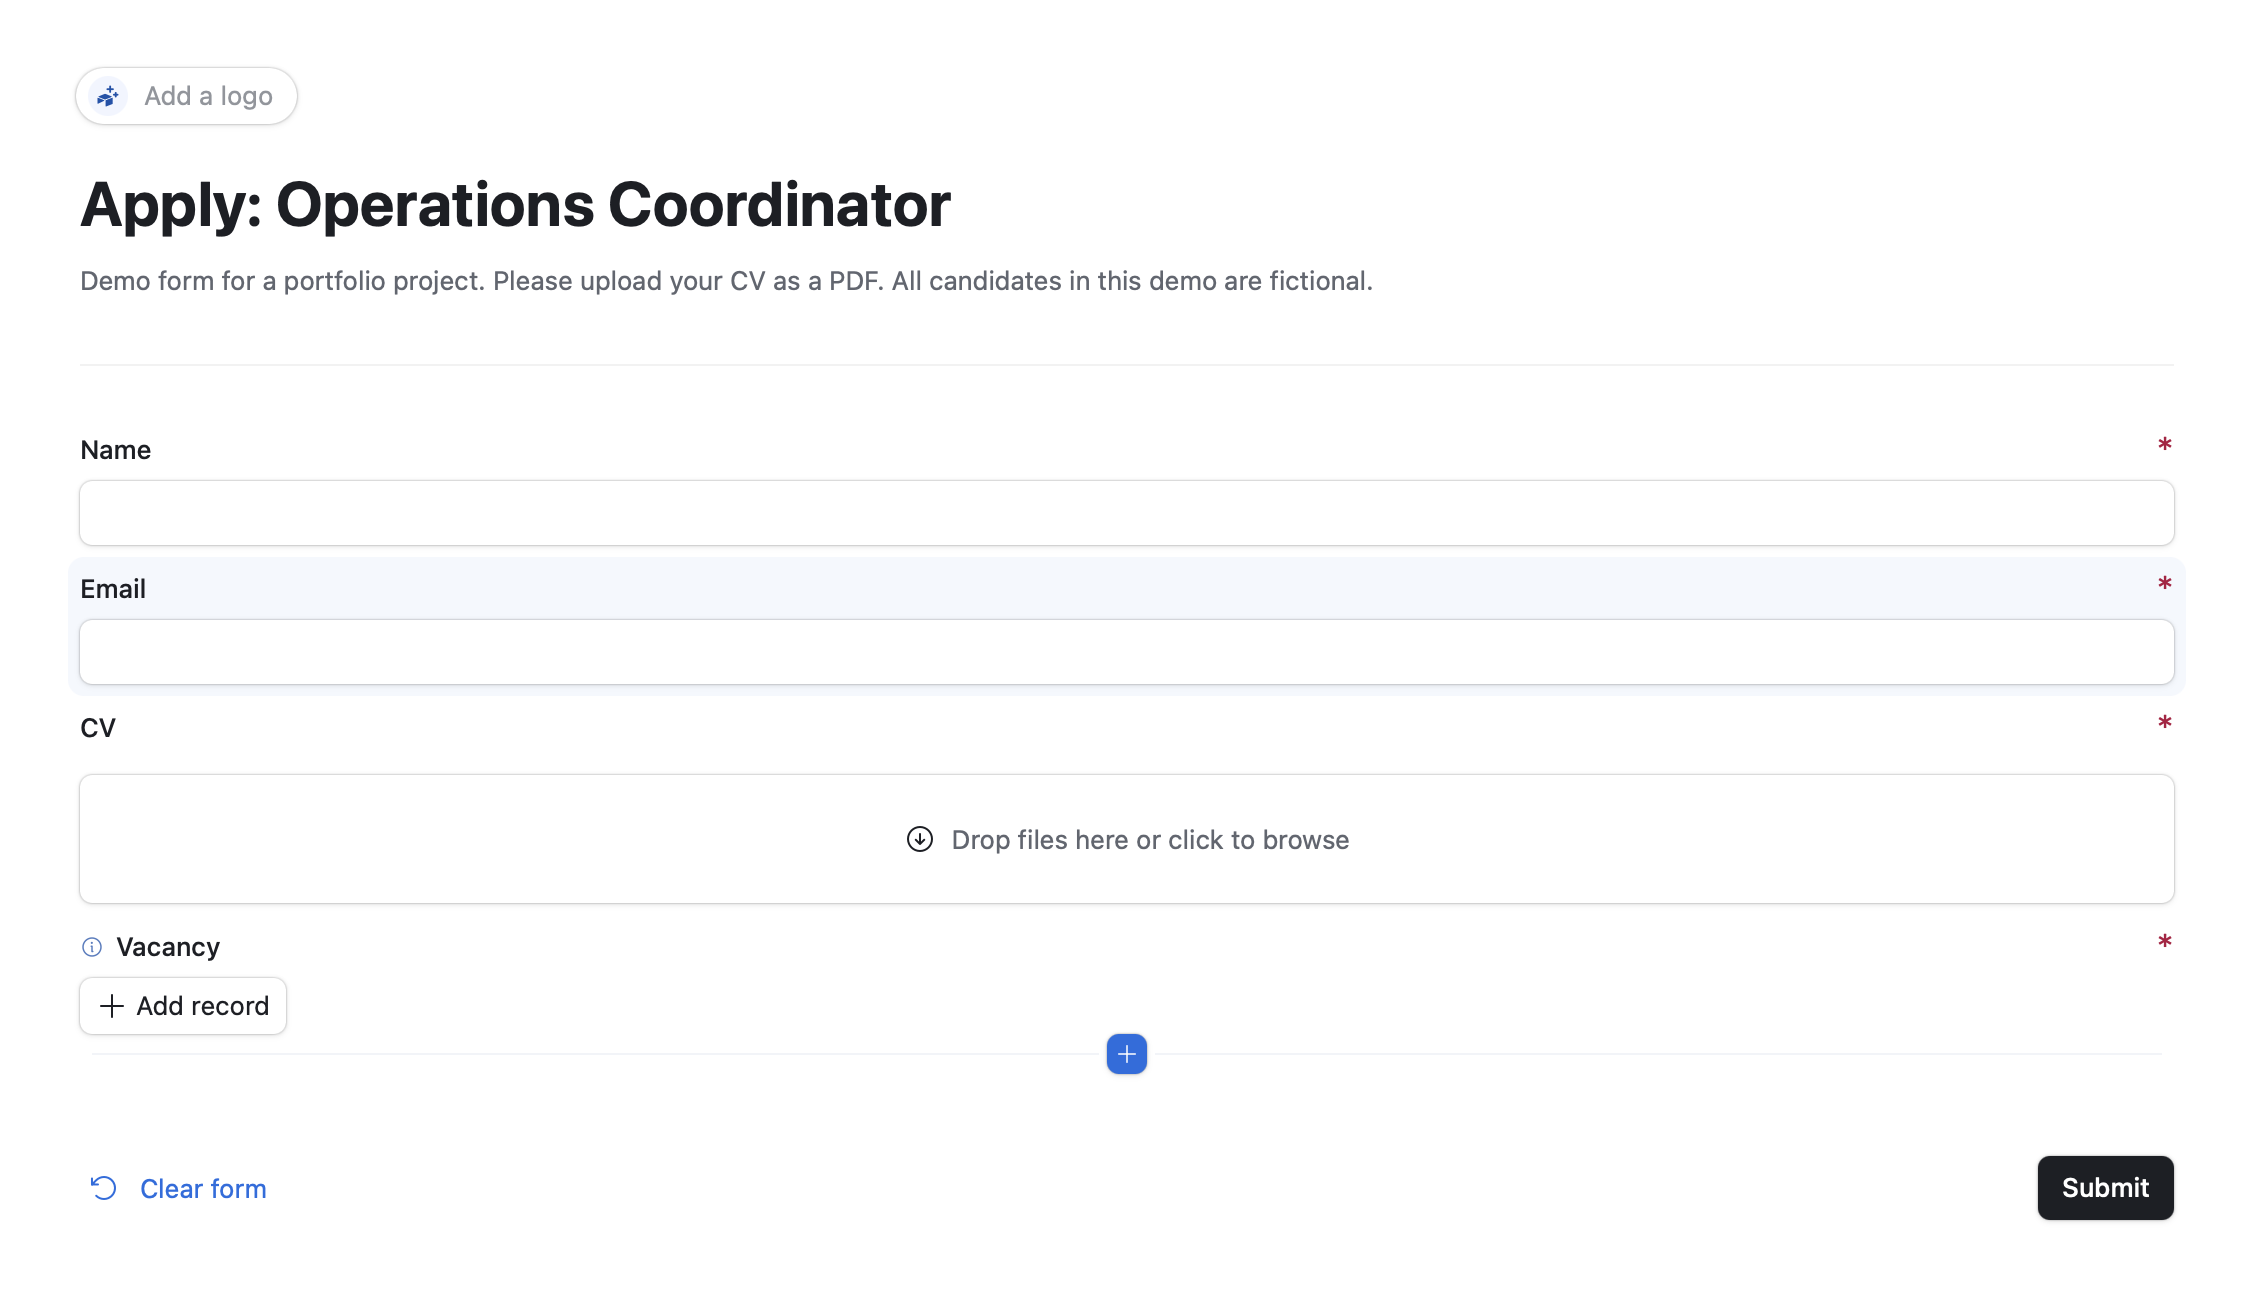 Add a logo
Apply: Operations Coordinator
Demo form for a portfolio project. Please upload your CV as a PDF. All candidates in this demo are fictional.
Name *
Email *
CV *
Drop files here or click to browse
Vacancy *
Add record
Clear form
Submit